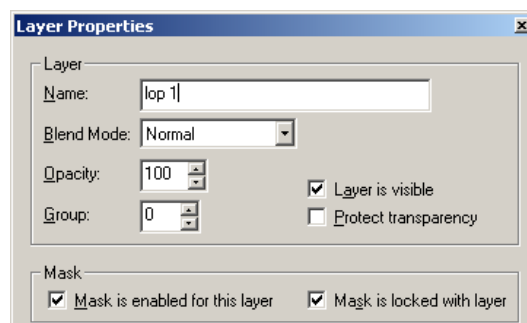 Layer Properties
Layer
Name: lop 1
Blend Mode: Normal
Opacity: 100
Layer is visible
Group: 0
Protect transparency
Mask
Mask is enabled for this layer Mask is locked with layer